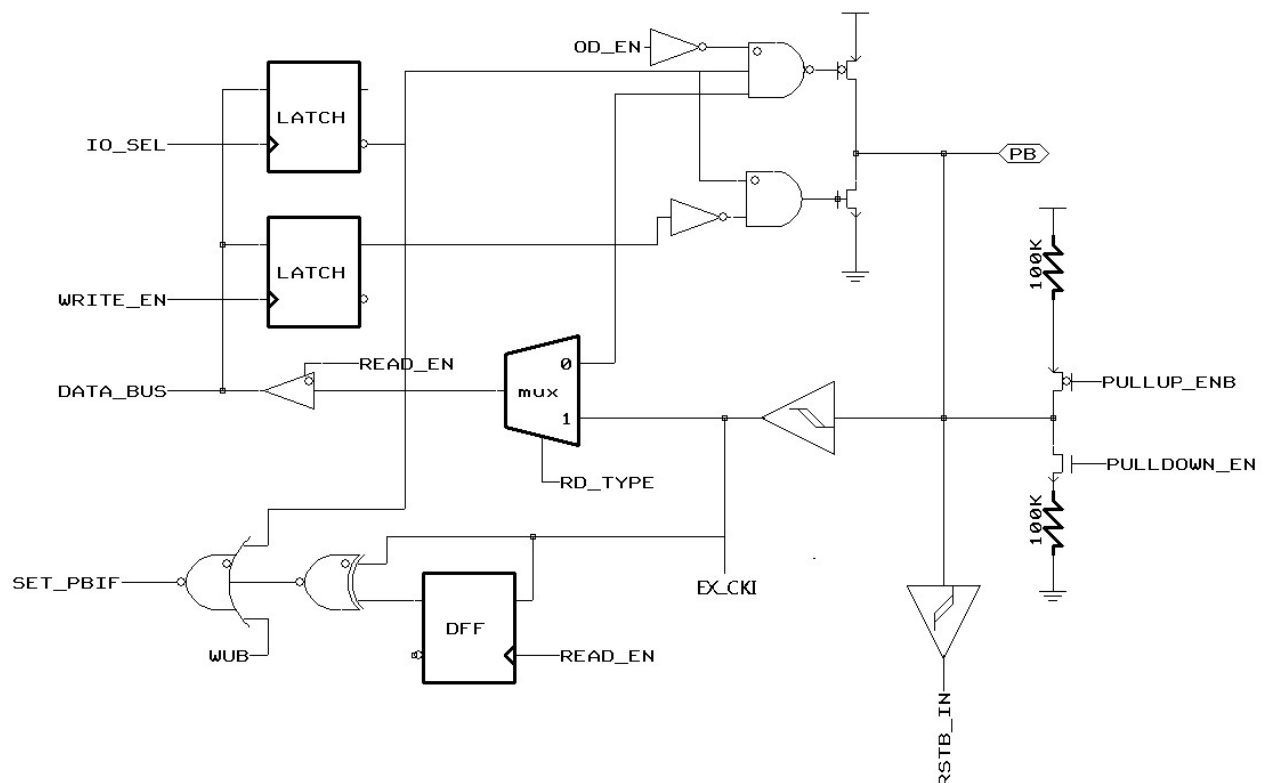 OD_EN
LATCH
IO_SEL
PB
LATCH
100K
WRITE_EN
READ_EN
DATA_BUS
0
mux
1
PULLUP_ENB
PULLDOWN_EN
RD_TYPE
100K
SET_PBIF
EX_CKI
DFF
WUB
READ_EN
RSTB_IN